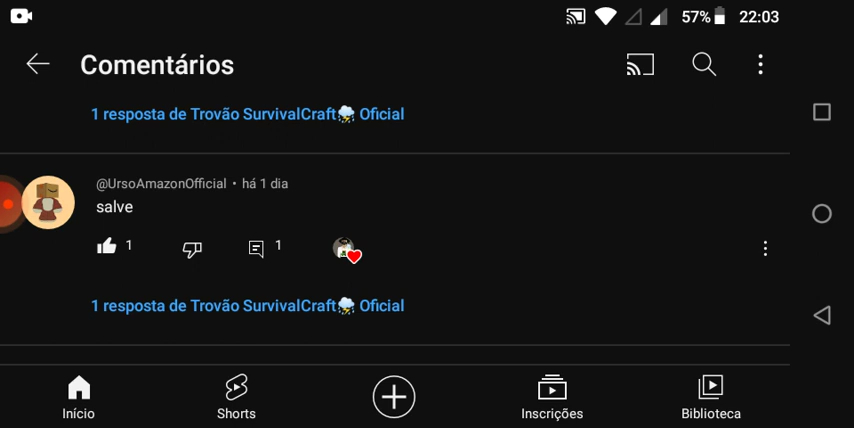 57% 22:03
Comentários
1 resposta de Trovão SurvivalCraft⛈️ Oficial
@UrsoAmazonOfficial • há 1 dia
salve
1 1
1 resposta de Trovão SurvivalCraft⛈️ Oficial
Início Shorts Inscrições Biblioteca